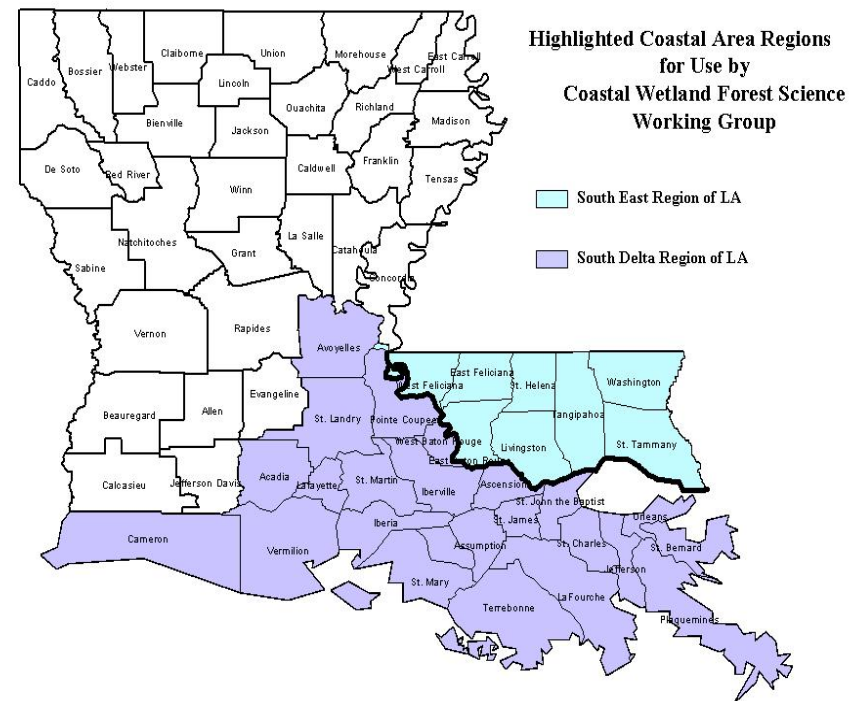 Highlighted Coastal Area Regions
for Use by
Coastal Wetland Forest Science
Working Group
South East Region of LA
South Delta Region of LA
Caddo
Bossier
Webster
Claiborne
Union
Morehouse
West Carroll
East Carroll
Lincoln
Ouachita
Richland
Madison
Bienville
Jackson
De Soto
Red River
Winn
Caldwell
Franklin
Tensas
Natchitoches
Grant
La Salle
Catahoula
Concordia
Sabine
Vernon
Rapides
Avoyelles
Beauregard
Allen
Evangeline
St. Landry
Pointe Coupee
West Feliciana
East Feliciana
St. Helena
Tangipahoa
Washington
West Baton Rouge
East Baton Rouge
Livingston
St. Tammany
Calcasieu
Jefferson Davis
Acadia
Lafayette
St. Martin
Iberville
Ascension
St. John the Baptist
Cameron
Vermilion
Iberia
St. James
Assumption
St. Charles
Orleans
St. Bernard
Jefferson
St. Mary
Terrebonne
LaFourche
Plaquemines